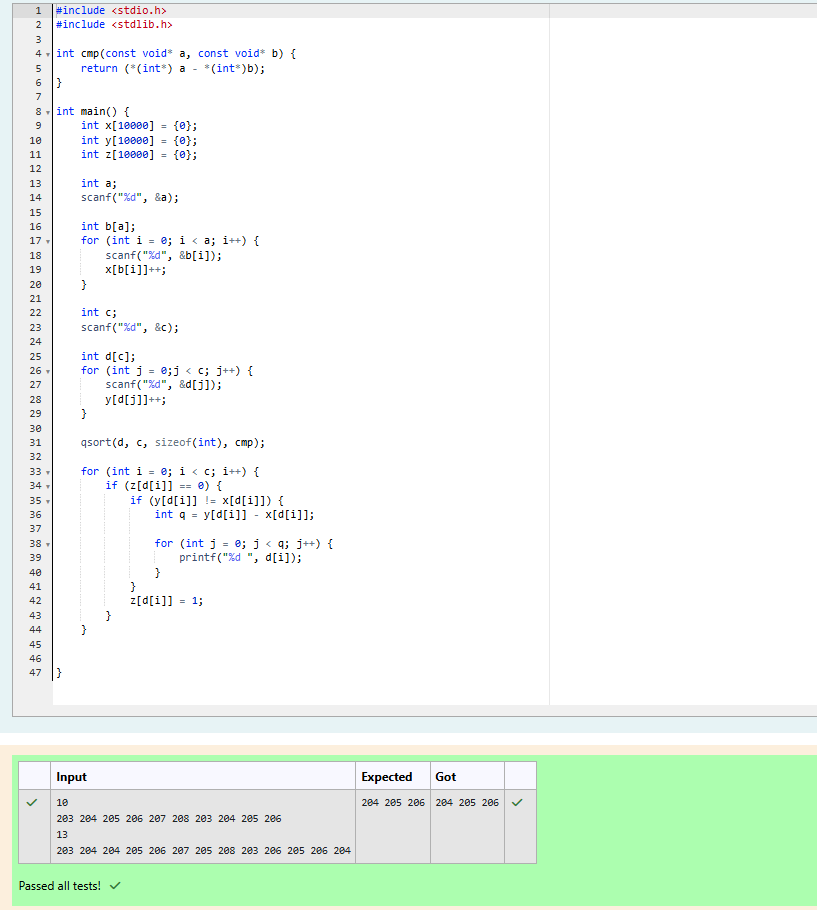 1 #include <stdio.h>
2 #include <stdlib.h>
3
4 int cmp(const void* a, const void* b) {
5     return (*(int*) a - *(int*)b);
6 }
7
8 int main() {
9     int x[10000] = {0};
10     int y[10000] = {0};
11     int z[10000] = {0};
12
13     int a;
14     scanf("%d", &a);
15
16     int b[a];
17     for (int i = 0; i < a; i++) {
18         scanf("%d", &b[i]);
19         x[b[i]]++;
20     }
21
22     int c;
23     scanf("%d", &c);
24
25     int d[c];
26     for (int j = 0;j < c; j++) {
27         scanf("%d", &d[j]);
28         y[d[j]]++;
29     }
30
31     qsort(d, c, sizeof(int), cmp);
32
33     for (int i = 0; i < c; i++) {
34         if (z[d[i]] == 0) {
35             if (y[d[i]] != x[d[i]]) {
36                 int q = y[d[i]] - x[d[i]];
37
38                 for (int j = 0; j < q; j++) {
39                     printf("%d ", d[i]);
40                 }
41             }
42             z[d[i]] = 1;
43         }
44     }
45
46
47 }
Input Expected Got
10 204 205 206 204 205 206
203 204 205 206 207 208 203 204 205 206
13
203 204 204 205 206 207 205 208 203 206 205 206 204
Passed all tests!